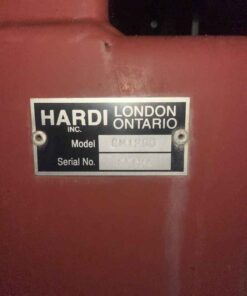 HARDI LONDON
INC. ONTARIO
Model
Serial No.